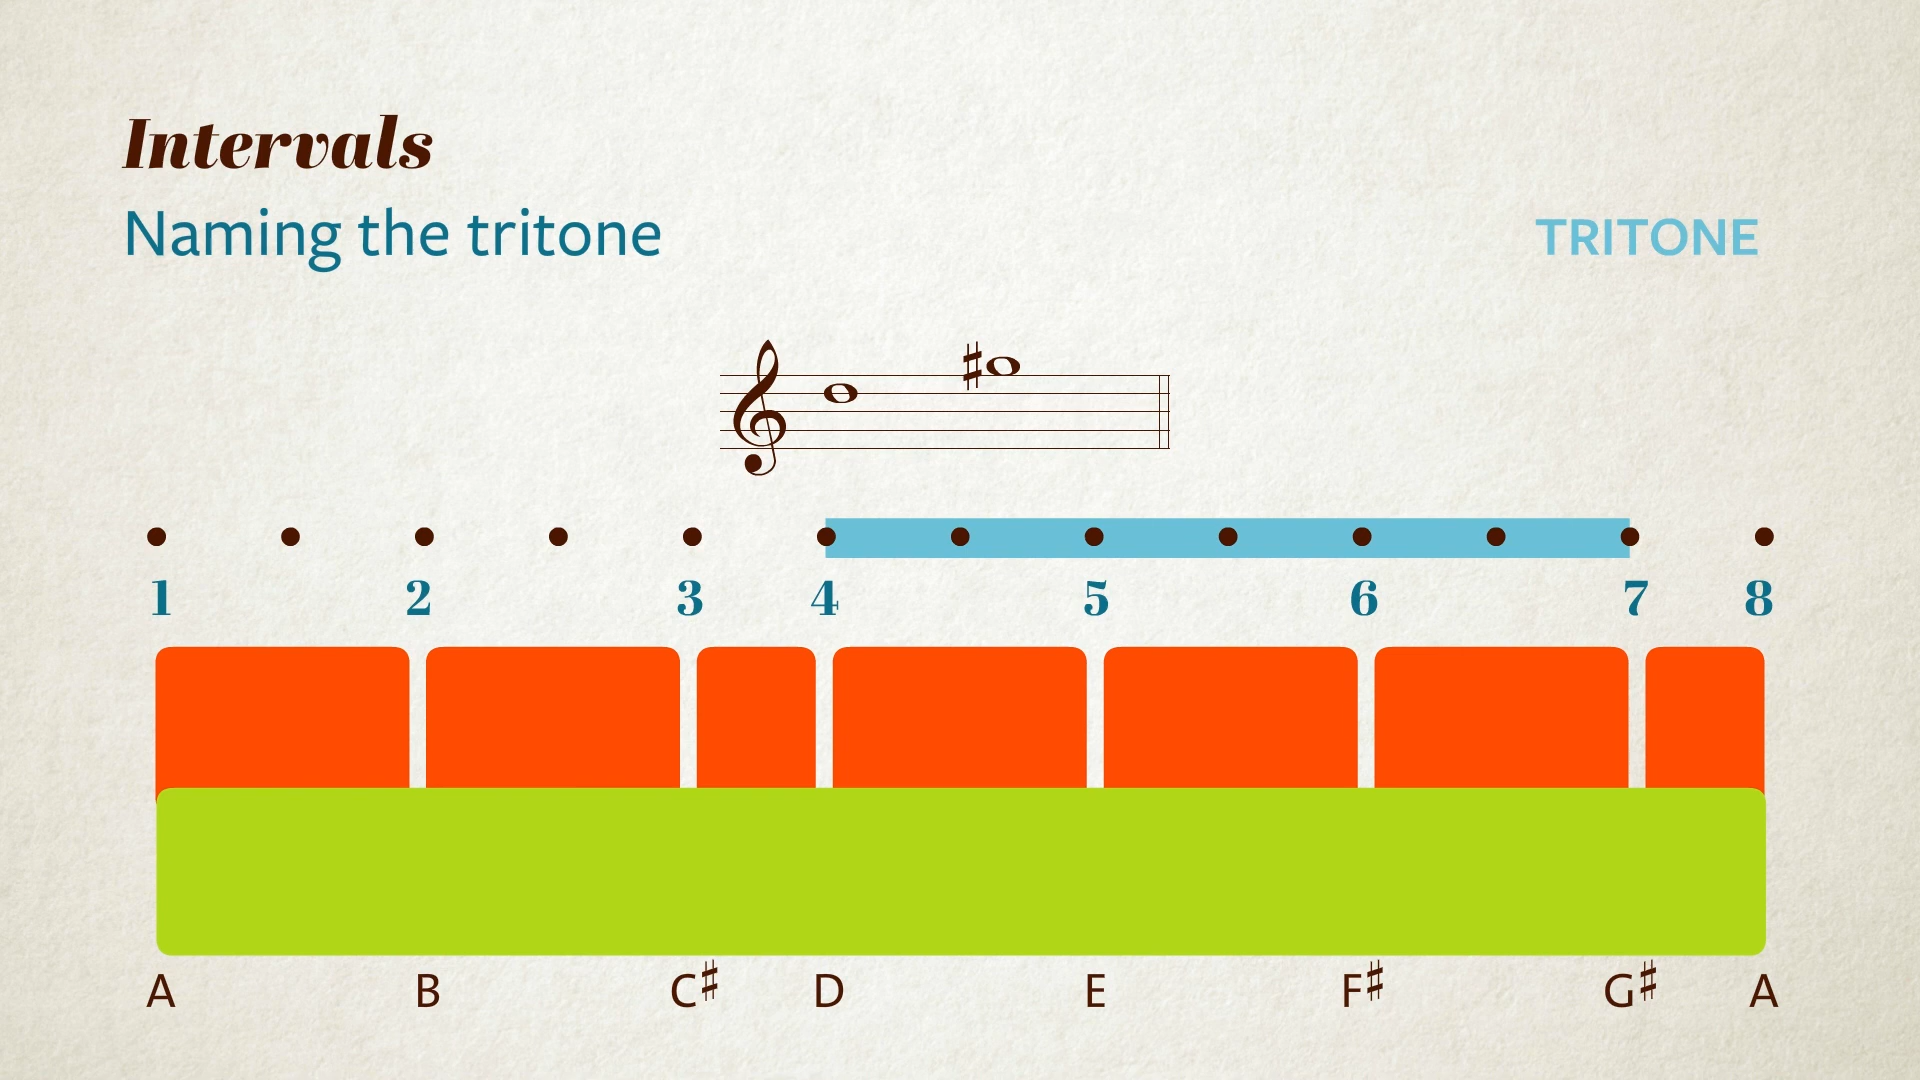 Intervals
Naming the tritone
TRITONE
1 2 3 4 5 6 7 8
A B C♯ D E F♯ G♯ A